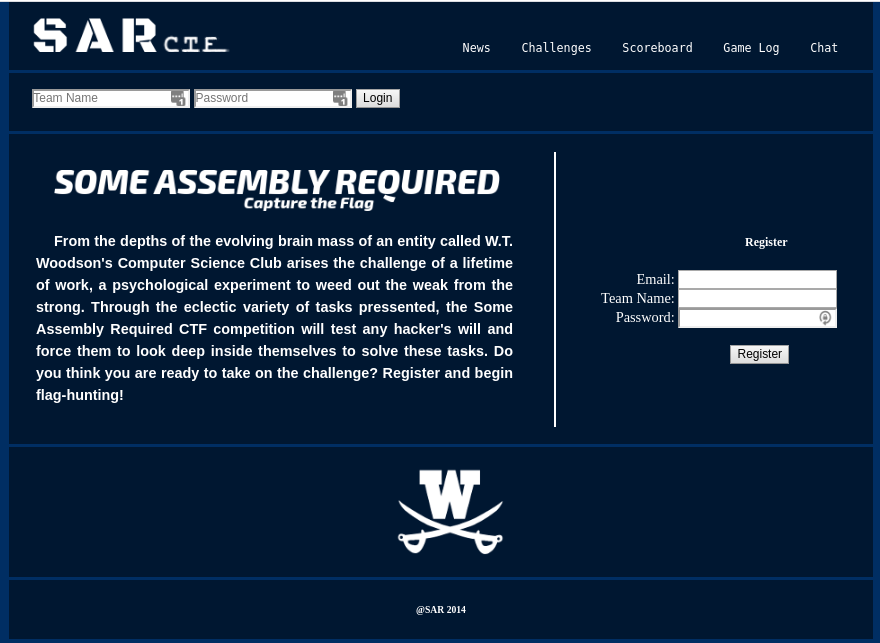 SAR CTF
News Challenges Scoreboard Game Log Chat
Team Name Password Login
SOME ASSEMBLY REQUIRED
Capture the Flag
From the depths of the evolving brain mass of an entity called W.T.
Woodson's Computer Science Club arises the challenge of a lifetime
of work, a psychological experiment to weed out the weak from the
strong. Through the eclectic variety of tasks pressented, the Some
Assembly Required CTF competition will test any hacker's will and
force them to look deep inside themselves to solve these tasks. Do
you think you are ready to take on the challenge? Register and begin
flag-hunting!
Register
Email:
Team Name:
Password:
Register
W
@SAR 2014